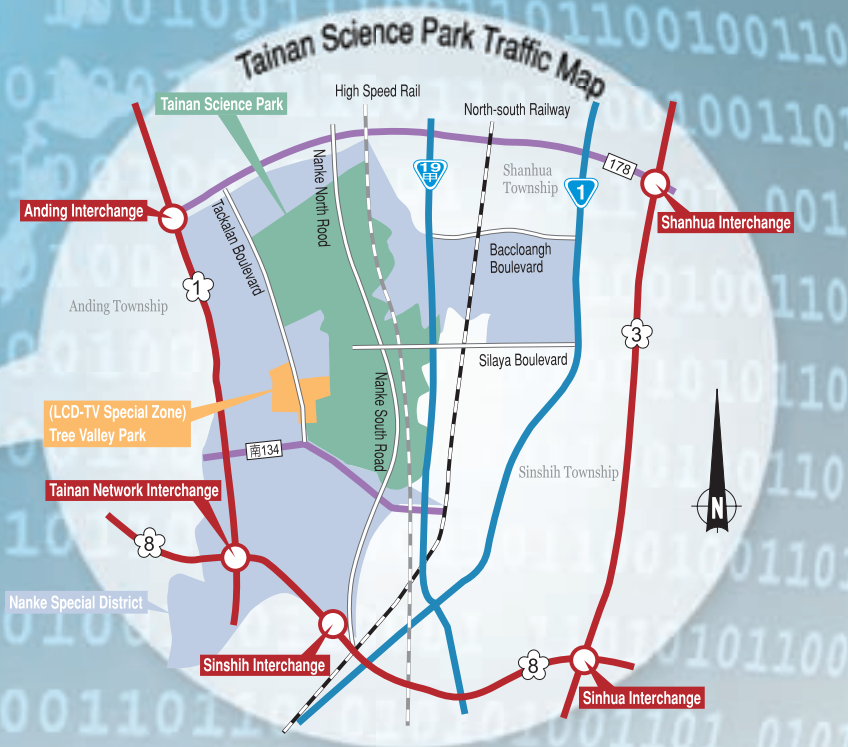 Tainan Science Park Traffic Map
High Speed Rail
Tainan Science Park
North-south Railway
178
19
甲
Shanhua
Township
1
Nanke North Rood
Tackalan Boulevard
Anding Interchange
Shanhua Interchange
Baccloangh
Boulevard
1
Anding Township
3
Silaya Boulevard
Nanke South Road
(LCD-TV Special Zone)
Tree Valley Park
南134
Sinshih Township
Tainan Network Interchange
N
8
Nanke Special District
Sinshih Interchange
8
Sinhua Interchange